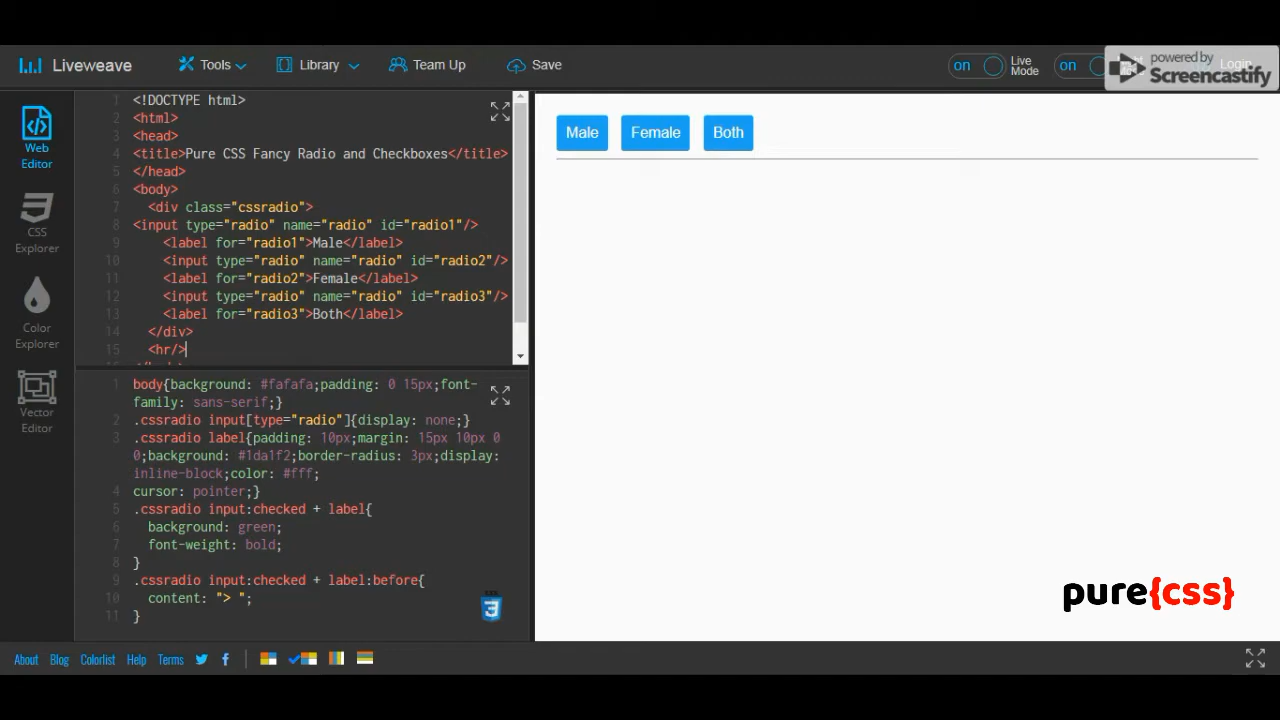 Liveweave
Tools
Library
Team Up
Save
on
Live
Mode
on
powered by
Screencastify
Login
Web
Editor
CSS
Explorer
Color
Explorer
Vector
Editor
1 <!DOCTYPE html>
2 <html>
3 <head>
4 <title>Pure CSS Fancy Radio and Checkboxes</title>
5 </head>
6 <body>
7 <div class="cssradio">
8 <input type="radio" name="radio" id="radio1"/>
9 <label for="radio1">Male</label>
10 <input type="radio" name="radio" id="radio2"/>
11 <label for="radio2">Female</label>
12 <input type="radio" name="radio" id="radio3"/>
13 <label for="radio3">Both</label>
14 </div>
15 <hr/>
1 body{background: #fafafa;padding: 0 15px;font-
family: sans-serif;}
2 .cssradio input[type="radio"]{display: none;}
3 .cssradio label{padding: 10px;margin: 15px 10px 0
0;background: #1da1f2;border-radius: 3px;display:
inline-block;color: #fff;
4 cursor: pointer;}
5 .cssradio input:checked + label{
6 background: green;
7 font-weight: bold;
8 }
9 .cssradio input:checked + label:before{
10 content: "> ";
11 }
3
Male Female Both
pure{css}
About Blog Colorlist Help Terms